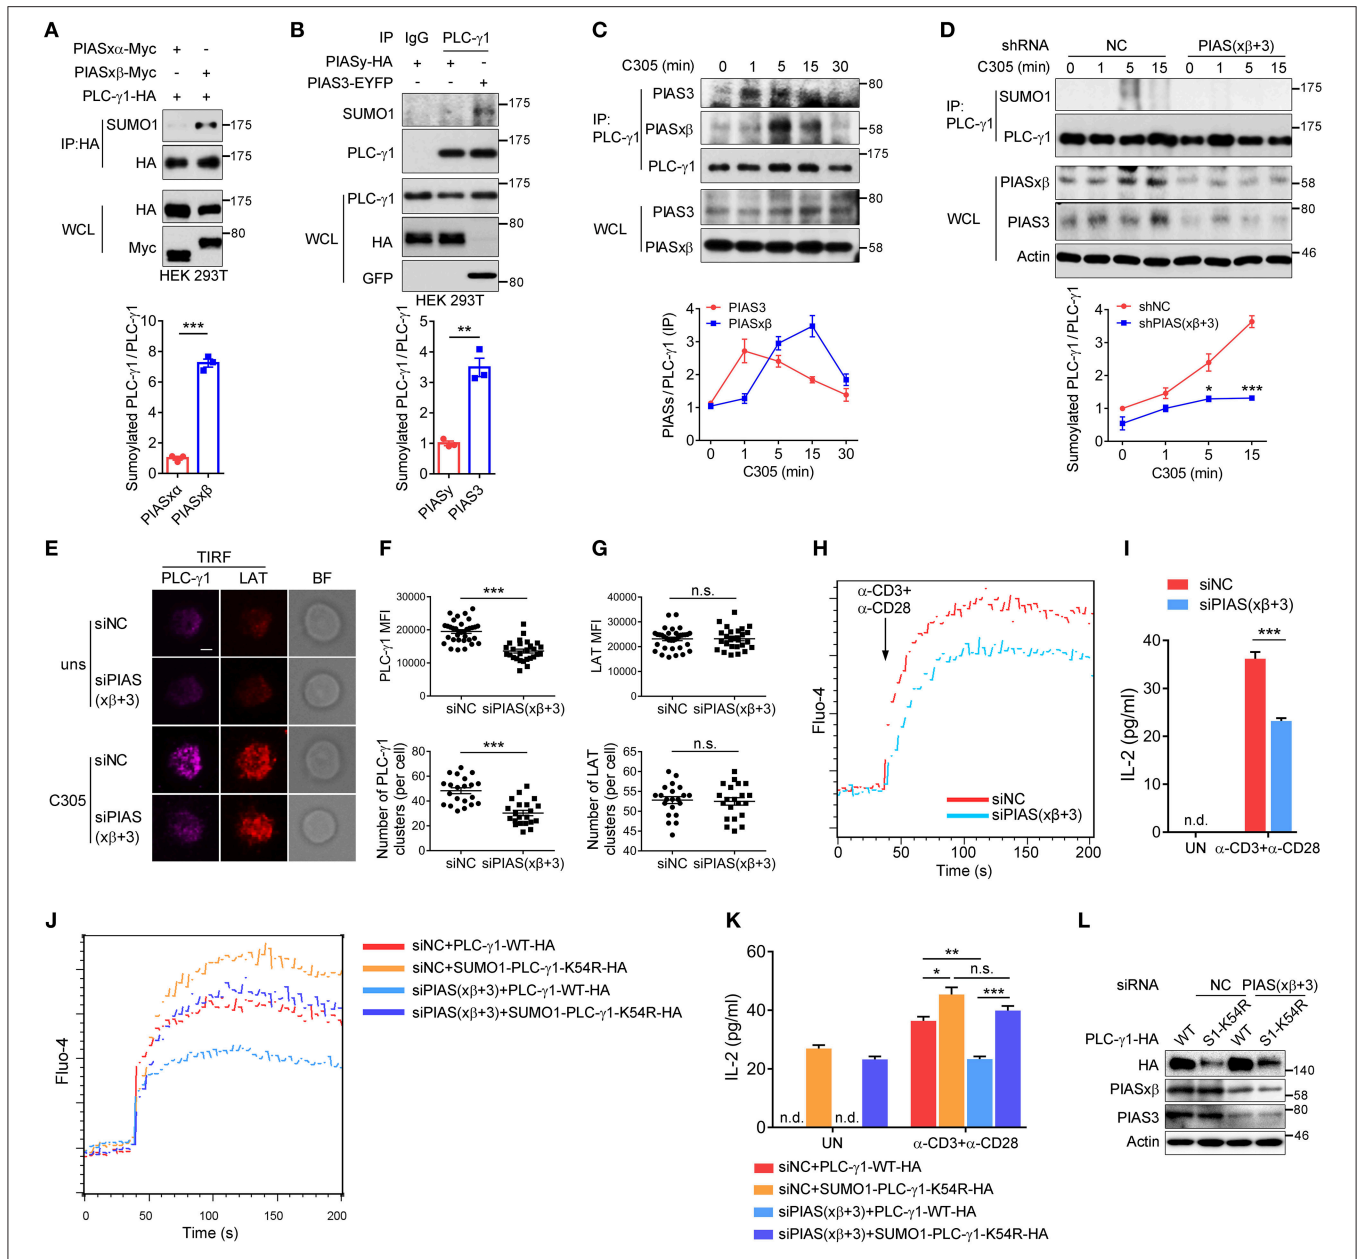 A
PIASxα-Myc + -
PIASxβ-Myc - +
PLC-γ1-HA + +
IP:HA
SUMO1
175
HA
175
WCL
HA
Myc
80
HEK 293T
Sumoylated PLC-γ1 / PLC-γ1
10
8
6
4
2
0
***
PIASxα
PIASxβ
B
IP IgG PLC-γ1
PIASy-HA + + -
PIAS3-EYFP - - +
SUMO1
175
PLC-γ1
175
WCL
PLC-γ1
175
HA
80
GFP
80
HEK 293T
Sumoylated PLC-γ1 / PLC-γ1
5
4
3
2
1
0
**
PIASy
PIAS3
C
C305 (min) 0 1 5 15 30
IP:
PLC-γ1
PIAS3
80
PIASxβ
58
PLC-γ1
175
WCL
PIAS3
80
PIASxβ
58
PIAS3
PIASxβ
PIASs/PLC-γ1 (IP)
4
3
2
1
0
0 1 5 15 30
C305 (min)
D
shRNA NC PIAS(xβ+3)
C305 (min) 0 1 5 15 0 1 5 15
IP:
PLC-γ1
SUMO1
175
PLC-γ1
175
WCL
PIASxβ
58
PIAS3
80
Actin
46
shNC
shPIAS(xβ+3)
Sumoylated PLC-γ1 / PLC-γ1
4
3
2
1
0
* ***
0 1 5 15
C305 (min)
E
TIRF
PLC-γ1 LAT BF
uns
siNC
siPIAS
(xβ+3)
C305
siNC
siPIAS
(xβ+3)
F
PLC-γ1 MFI
30000
20000
10000
0
***
siNC siPIAS(xβ+3)
Number of PLC-γ1
clusters (per cell)
80
60
40
20
0
***
siNC siPIAS(xβ+3)
G
LAT MFI
40000
30000
20000
10000
0
n.s.
siNC siPIAS(xβ+3)
Number of LAT
clusters (per cell)
65
60
55
50
45
40
n.s.
siNC siPIAS(xβ+3)
H
α-CD3+
α-CD28
Fluo-4
siNC
siPIAS(xβ+3)
0 50 100 150 200
Time (s)
I
siNC
siPIAS(xβ+3)
IL-2 (pg/ml)
40
30
20
10
0
***
n.d.
UN α-CD3+α-CD28
J
Fluo-4
0 50 100 150 200
Time (s)
siNC+PLC-γ1-WT-HA
siNC+SUMO1-PLC-γ1-K54R-HA
siPIAS(xβ+3)+PLC-γ1-WT-HA
siPIAS(xβ+3)+SUMO1-PLC-γ1-K54R-HA
K
IL-2 (pg/ml)
60
40
20
0
**
* n.s.
***
n.d. n.d.
UN α-CD3+α-CD28
siNC+PLC-γ1-WT-HA
siNC+SUMO1-PLC-γ1-K54R-HA
siPIAS(xβ+3)+PLC-γ1-WT-HA
siPIAS(xβ+3)+SUMO1-PLC-γ1-K54R-HA
L
siRNA NC PIAS(xβ+3)
PLC-γ1-HA WT S1-K54R WT S1-K54R
HA
140
PIASxβ
58
PIAS3
80
Actin
46